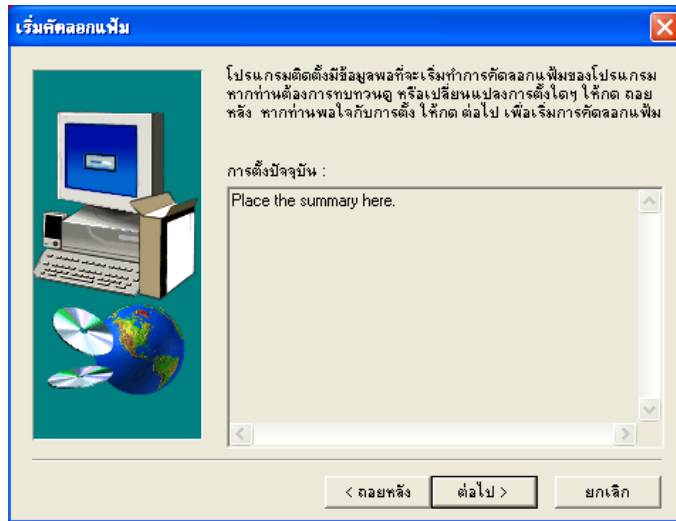 เริ่มคัดลอกแฟ้ม
โปรแกรมติดตั้งมีข้อมูลพอที่จะเริ่มทำการคัดลอกแฟ้มของโปรแกรม
หากท่านต้องการทบทวนดู หรือเปลี่ยนแปลงการตั้งใดๆ ให้กด ถอย
หลัง หากท่านพอใจกับการตั้ง ให้กด ต่อไป เพื่อเริ่มการคัดลอกแฟ้ม
การตั้งปัจจุบัน :
Place the summary here.
< ถอยหลัง
ต่อไป >
ยกเลิก